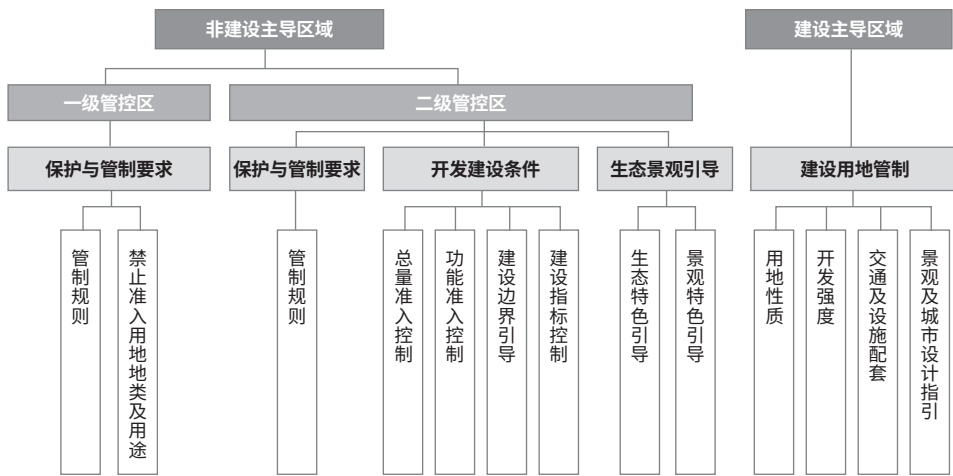 非建设主导区域
建设主导区域
一级管控区
二级管控区
保护与管制要求
保护与管制要求
开发建设条件
生态景观引导
建设用地管制
管制规则
禁止准入用地地类及用途
管制规则
总量准入控制
功能准入控制
建设边界引导
建设指标控制
生态特色引导
景观特色引导
用地性质
开发强度
交通及设施配套
景观及城市设计指引